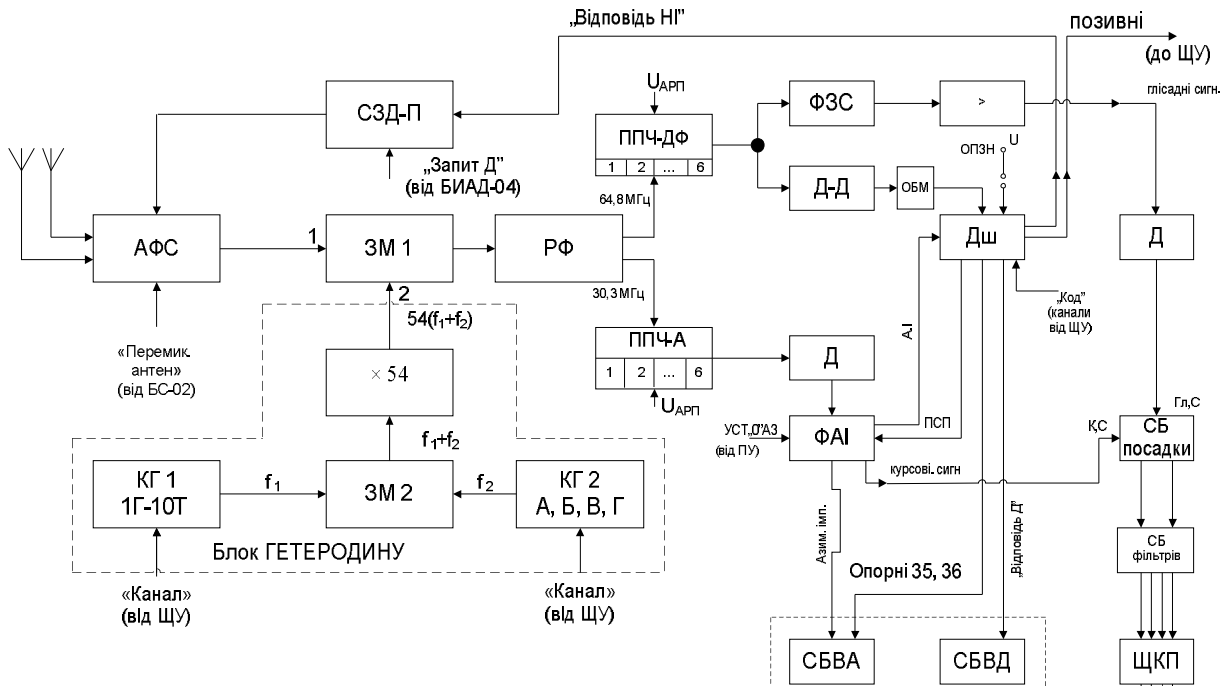 „Відповідь НІ"
позивні
(до ЩУ)
глісадні сигн.
U АРП
СЗД-П
„Запит Д"
(від БИАД-04)
ППЧ-ДФ
1 2 ... 6
ФЗС
>
ОПЗН
U
Д-Д
ОБМ
64,8 МГц
АФС
1
ЗМ 1
РФ
Дш
Д
2
54(f₁+f₂)
30,3 МГц
„Код"
(канали
від ЩУ)
А.І
«Перемик.
антен»
(від БС-02)
× 54
ППЧ-А
1 2 ... 6
U АРП
Д
f₁+f₂
УСТ„0"АЗ
(від ПУ)
ФАІ
ПСП
Гл,С
К,С
СБ
посадки
курсові. сигн
КГ 1
1Г-10Т
f₁
ЗМ 2
f₂
КГ 2
А, Б, В, Г
Блок ГЕТЕРОДИНУ
Азим. імп.
„Відповідь Д"
СБ
фільтрів
Опорні 35, 36
«Канал»
(від ЩУ)
«Канал»
(від ЩУ)
СБВА
СБВД
ЩКП